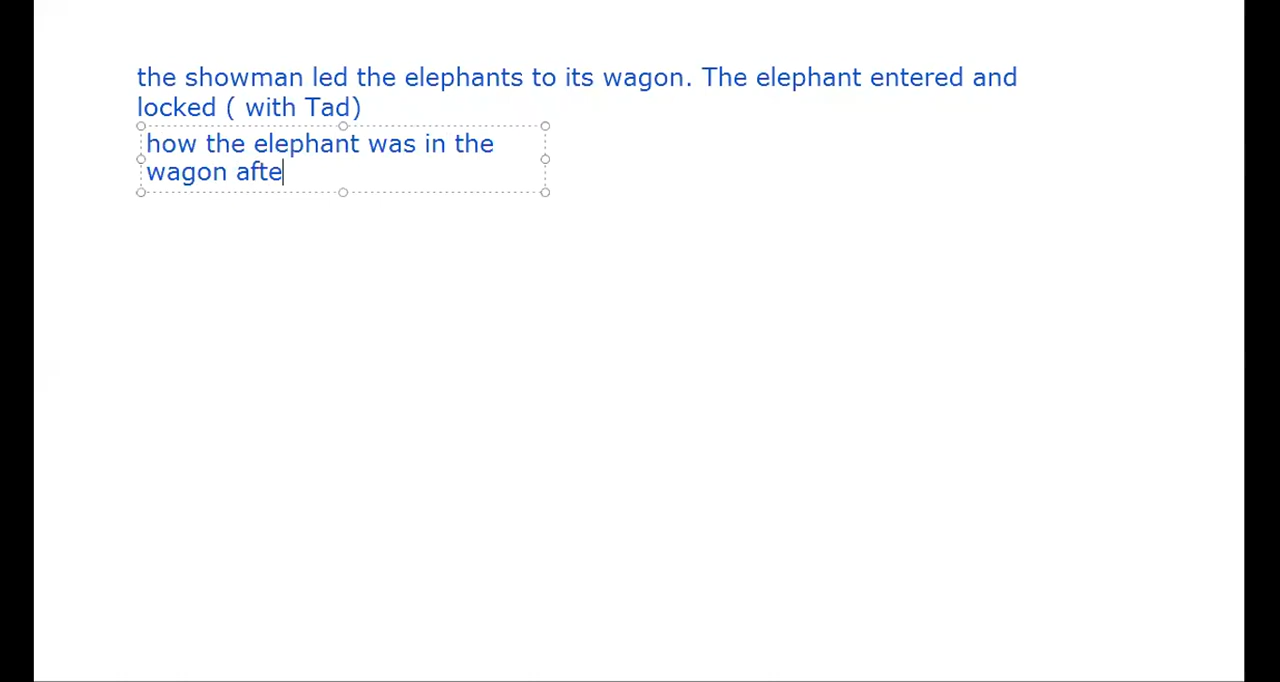 the showman led the elephants to its wagon. The elephant entered and
locked ( with Tad)
how the elephant was in the
wagon afte